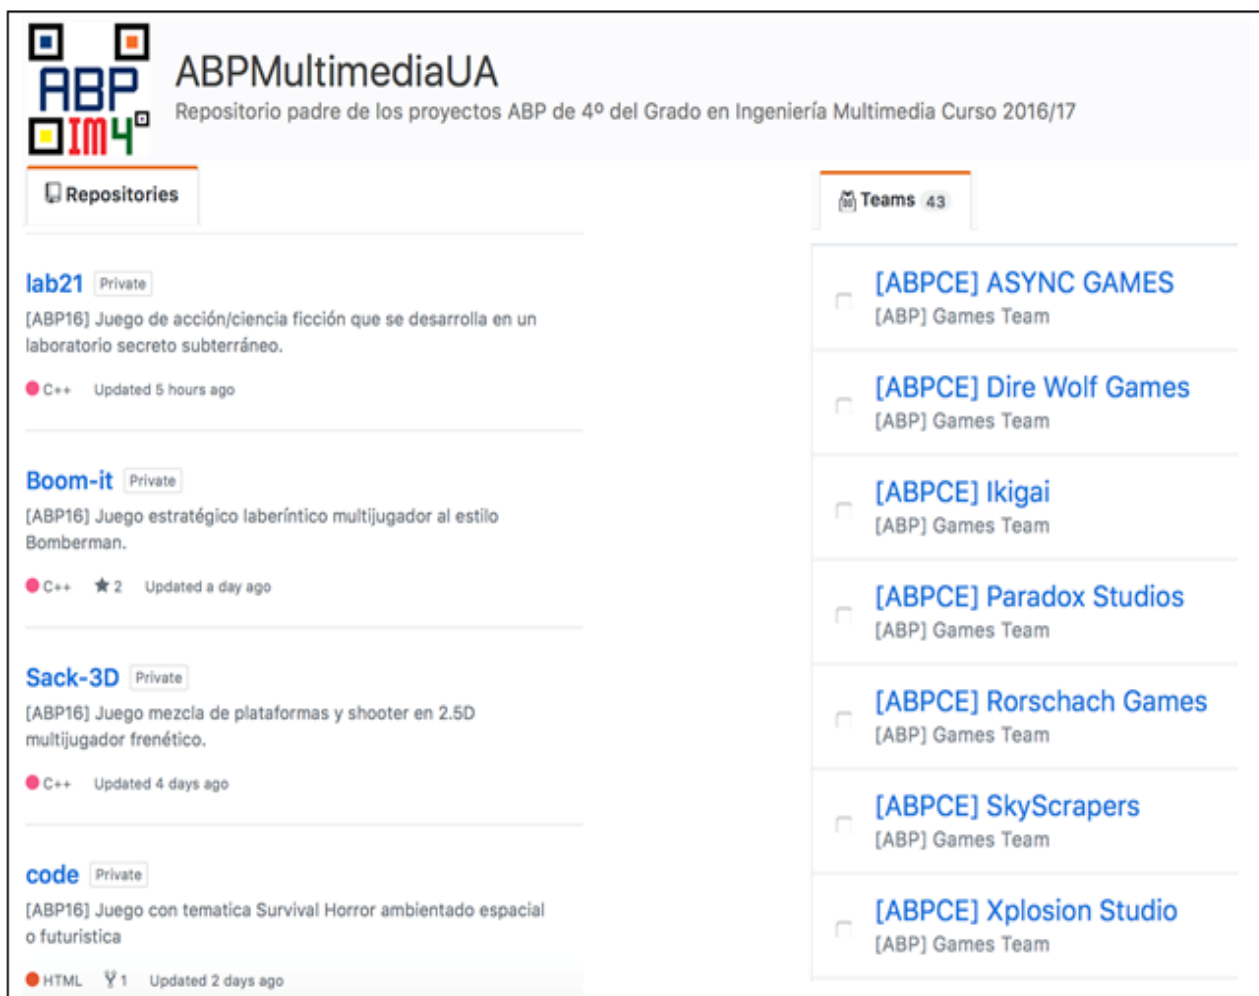 ABP
IM4
ABPMultimediaUA
Repositorio padre de los proyectos ABP de 4º del Grado en Ingeniería Multimedia Curso 2016/17
Repositories
lab21 Private
[ABP16] Juego de acción/ciencia ficción que se desarrolla en un
laboratorio secreto subterráneo.
C++ Updated 5 hours ago
Boom-it Private
[ABP16] Juego estratégico laberíntico multijugador al estilo
Bomberman.
C++ 2 Updated a day ago
Sack-3D Private
[ABP16] Juego mezcla de plataformas y shooter en 2.5D
multijugador frenético.
C++ Updated 4 days ago
code Private
[ABP16] Juego con tematica Survival Horror ambientado espacial
o futuristica
HTML 1 Updated 2 days ago
Teams 43
[ABPCE] ASYNC GAMES
[ABP] Games Team
[ABPCE] Dire Wolf Games
[ABP] Games Team
[ABPCE] Ikigai
[ABP] Games Team
[ABPCE] Paradox Studios
[ABP] Games Team
[ABPCE] Rorschach Games
[ABP] Games Team
[ABPCE] SkyScrapers
[ABP] Games Team
[ABPCE] Xplosion Studio
[ABP] Games Team